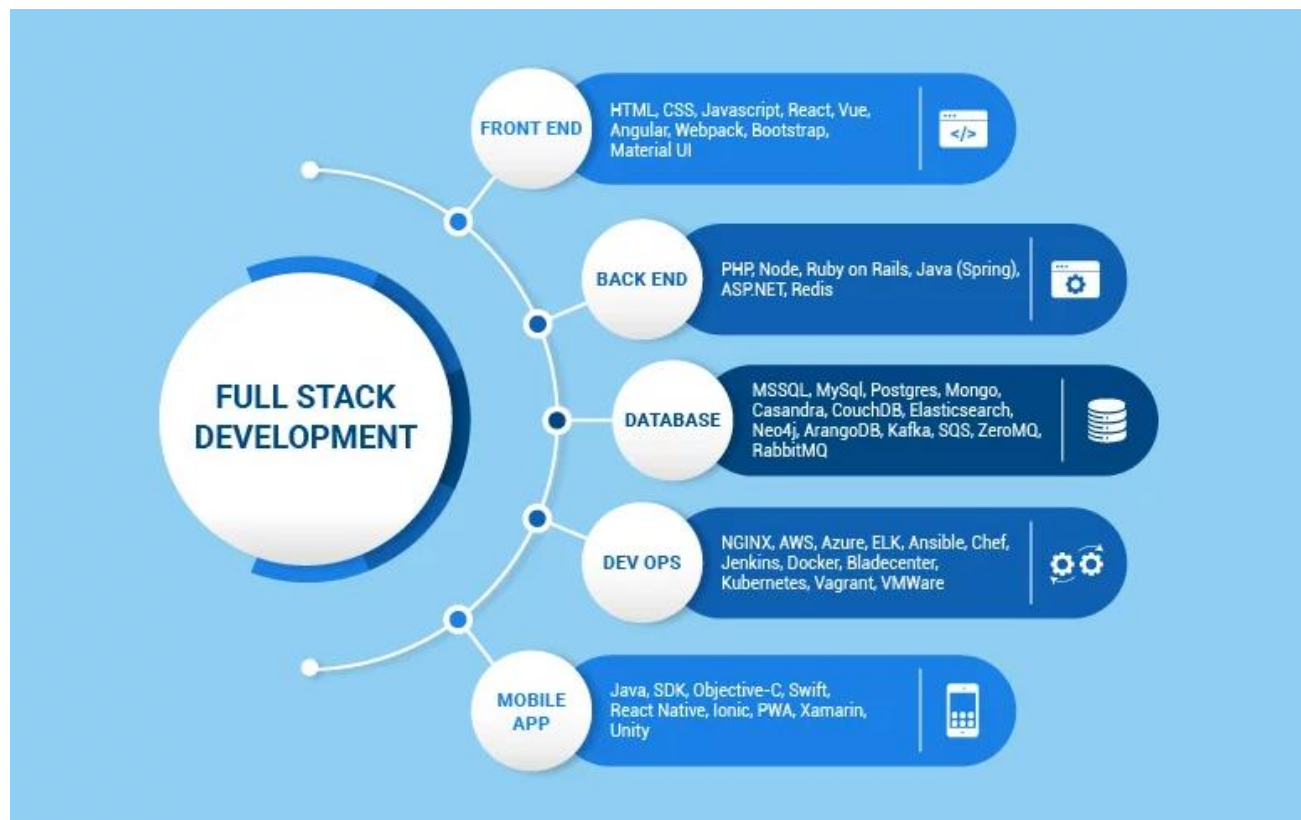 FULL STACK
DEVELOPMENT
FRONT END
HTML, CSS, Javascript, React, Vue,
Angular, Webpack, Bootstrap,
Material UI
</>
BACK END
PHP, Node, Ruby on Rails, Java (Spring),
ASP.NET, Redis
DATABASE
MSSQL, MySql, Postgres, Mongo,
Casandra, CouchDB, Elasticsearch,
Neo4j, ArangoDB, Kafka, SQS, ZeroMQ,
RabbitMQ
DEV OPS
NGINX, AWS, Azure, ELK, Ansible, Chef,
Jenkins, Docker, Bladecenter,
Kubernetes, Vagrant, VMWare
MOBILE
APP
Java, SDK, Objective-C, Swift,
React Native, Ionic, PWA, Xamarin,
Unity